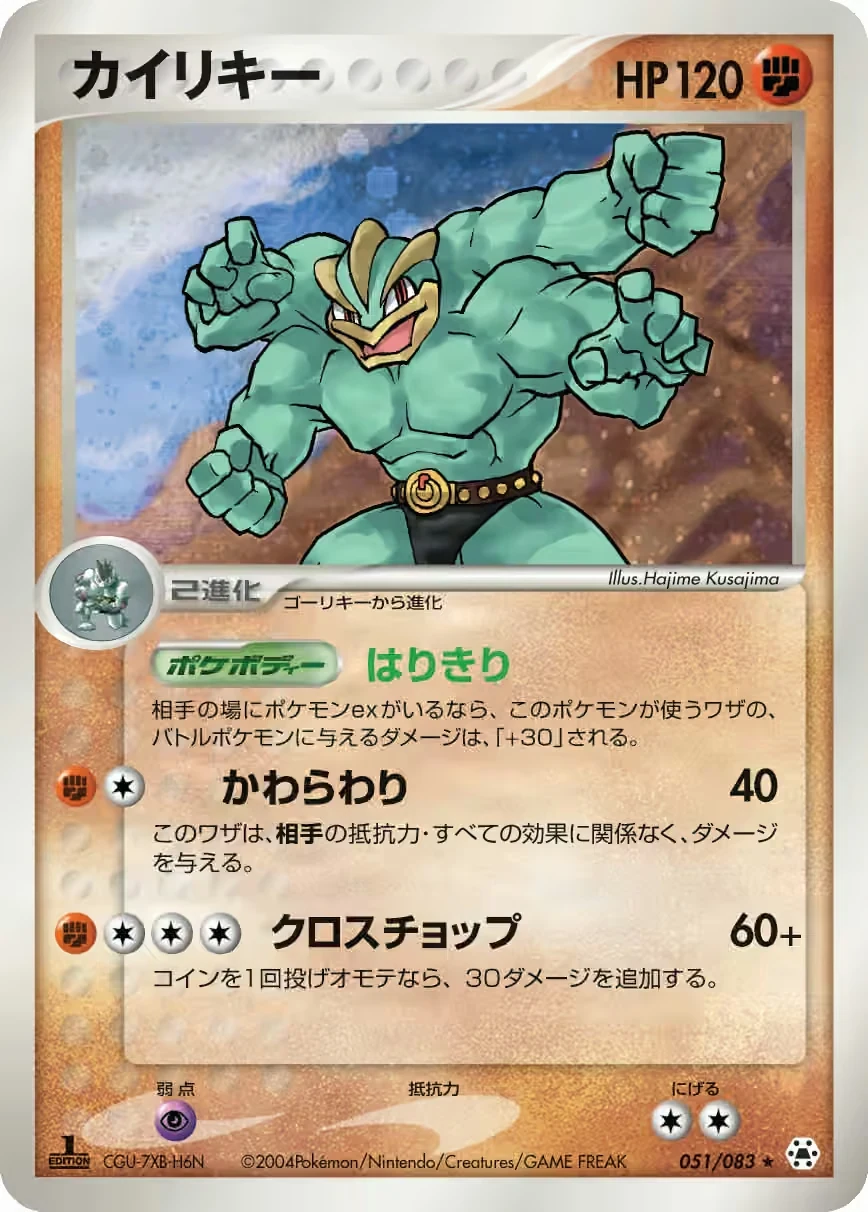 カイリキー HP120
Illus.Hajime Kusajima
己進化 ゴーリキーから進化
ポケボディー はりきり
相手の場にポケモンexがいるなら、このポケモンが使うワザの、
バトルポケモンに与えるダメージは、「+30」される。
かわらわり 40
このワザは、相手の抵抗力・すべての効果に関係なく、ダメージ
を与える。
クロスチョップ 60+
コインを1回投げオモテなら、30ダメージを追加する。
弱点 抵抗力 にげる
1 EDITION CGU-7XB-H6N ©2004Pokémon/Nintendo/Creatures/GAME FREAK 051/083 ★